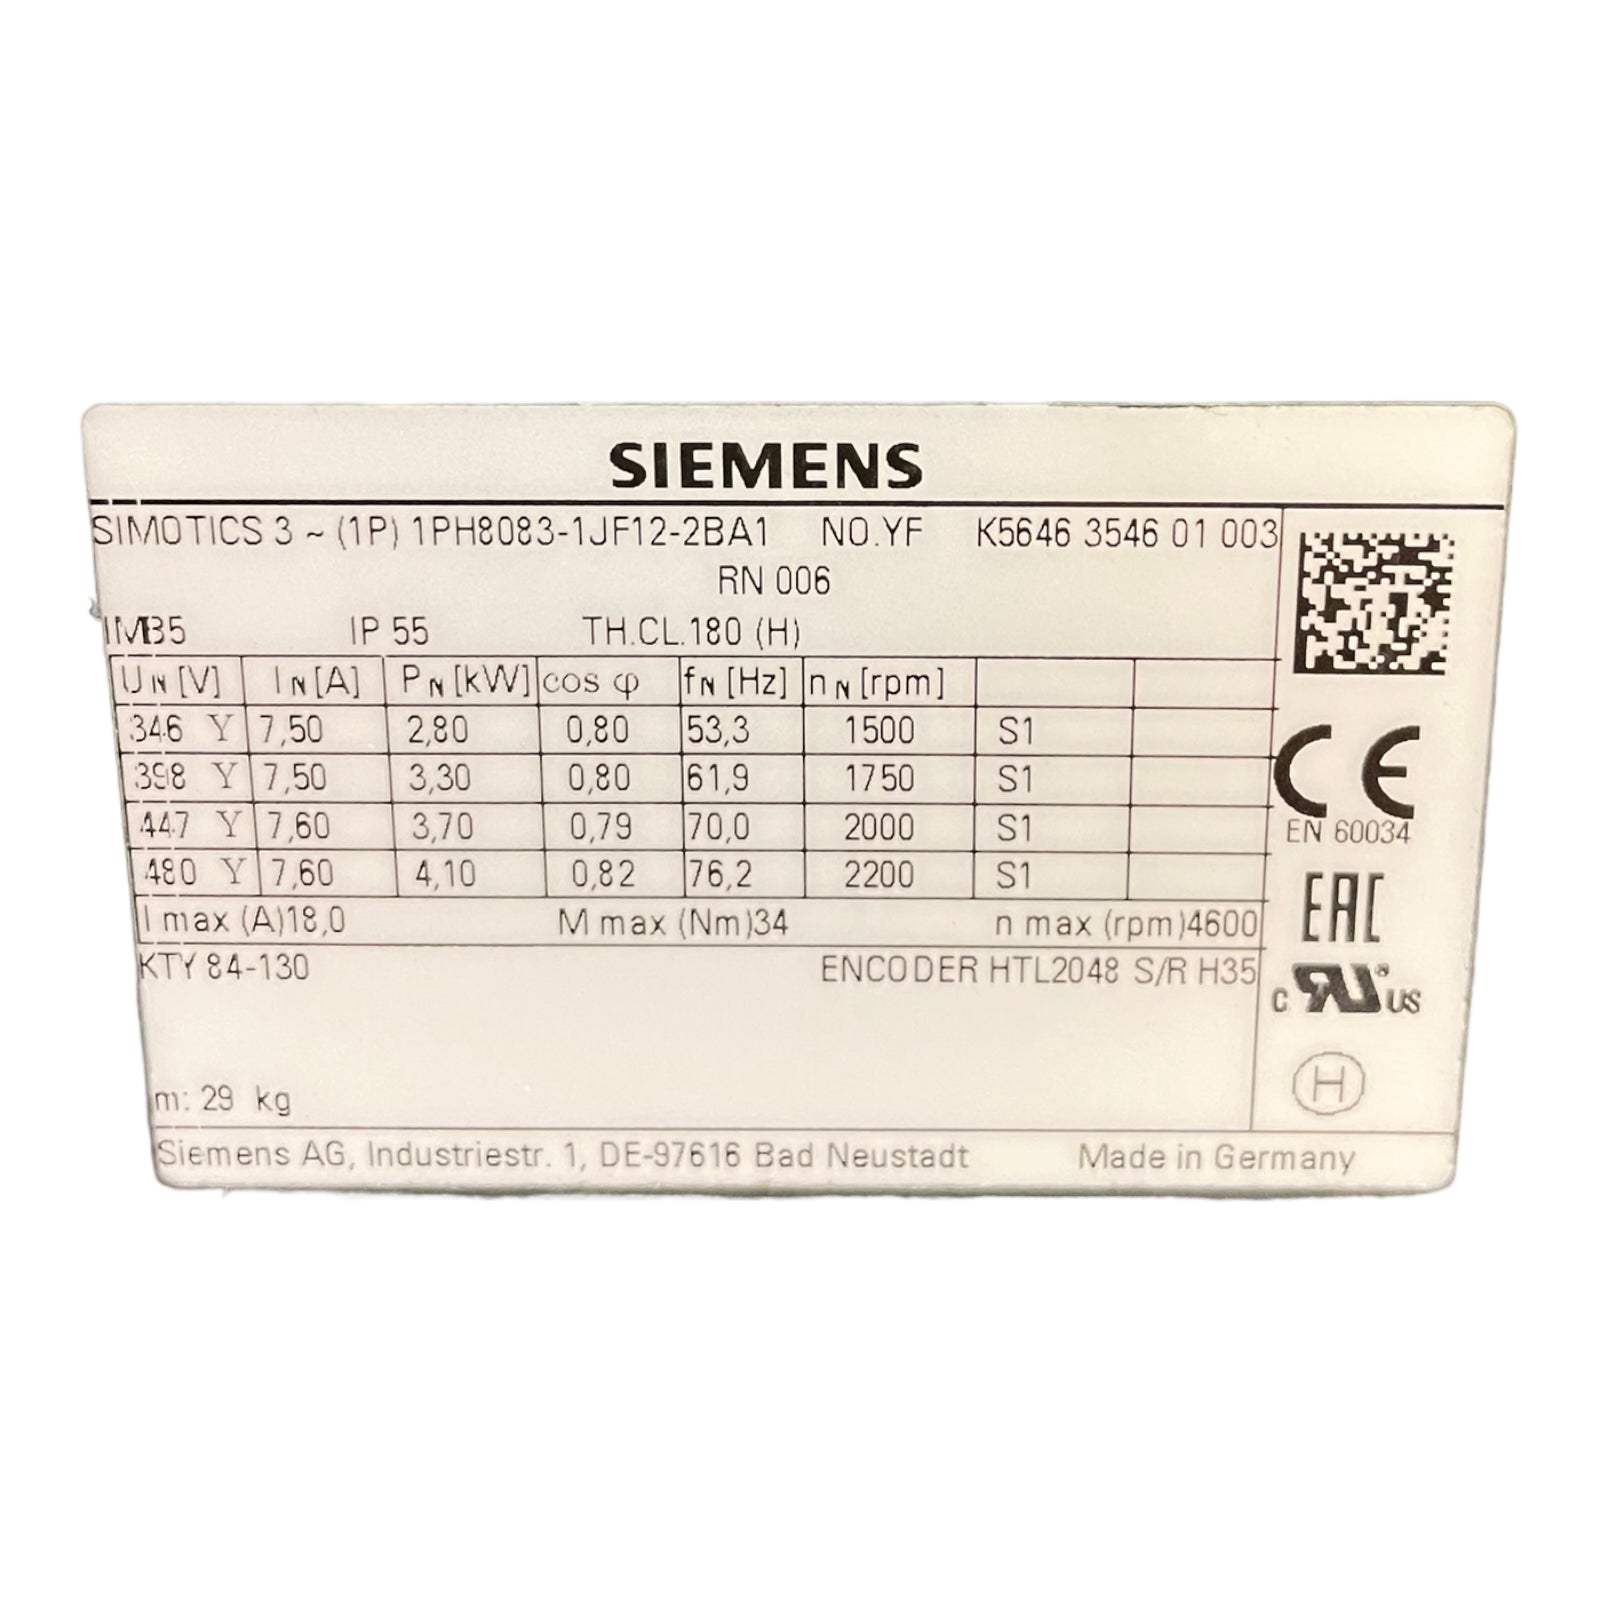 SIEMENS
SIMOTICS 3 ~ (1P) 1PH8083-1JF12-2BA1 NO.YF K5646 3546 01 003
RN 006
IMB5 IP 55 TH.CL.180 (H)
UN [V] IN [A] PN [kW] cos φ fN [Hz] nN [rpm]
346 Y 7,50 2,80 0,80 53,3 1500 S1
398 Y 7,50 3,30 0,80 61,9 1750 S1
447 Y 7,60 3,70 0,79 70,0 2000 S1
480 Y 7,60 4,10 0,82 76,2 2200 S1
I max (A)18,0 M max (Nm)34 n max (rpm)4600
KTY 84-130 ENCODER HTL2048 S/R H35
m: 29 kg
Siemens AG, Industriestr. 1, DE-97616 Bad Neustadt Made in Germany
CE
EN 60034
EAC
c RU ® US
H